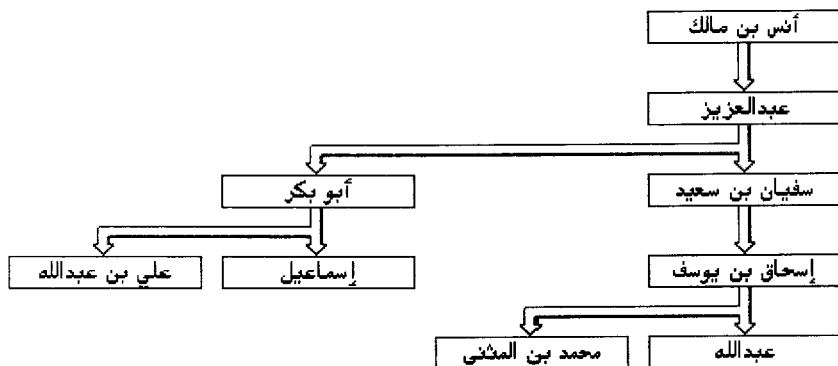 أنس بن مالك
عبدالعزيز
سفيان بن سعيد
أبو بكر
إسحاق بن يوسف
إسماعيل
علي بن عبدالله
عبدالله
محمد بن المثنى